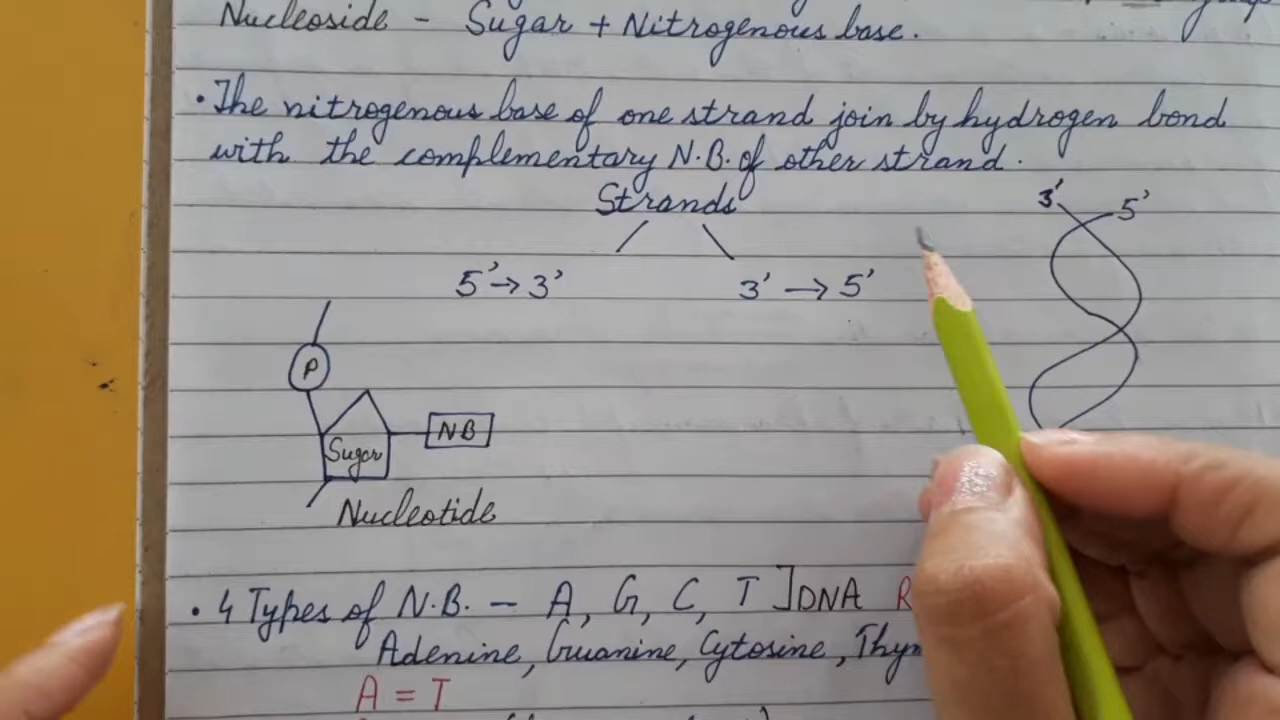 Nucleoside - Sugar + Nitrogenous base.
• The nitrogenous base of one strand join by hydrogen bond
with the complementary N.B. of other strand.
Strands
3' 5'
5' → 3' 3' → 5'
P
Sugar NB
Nucleotide
• 4 Types of N.B. - A, G, C, T ] DNA R
Adenine, Guanine, Cytosine, Thym
A = T